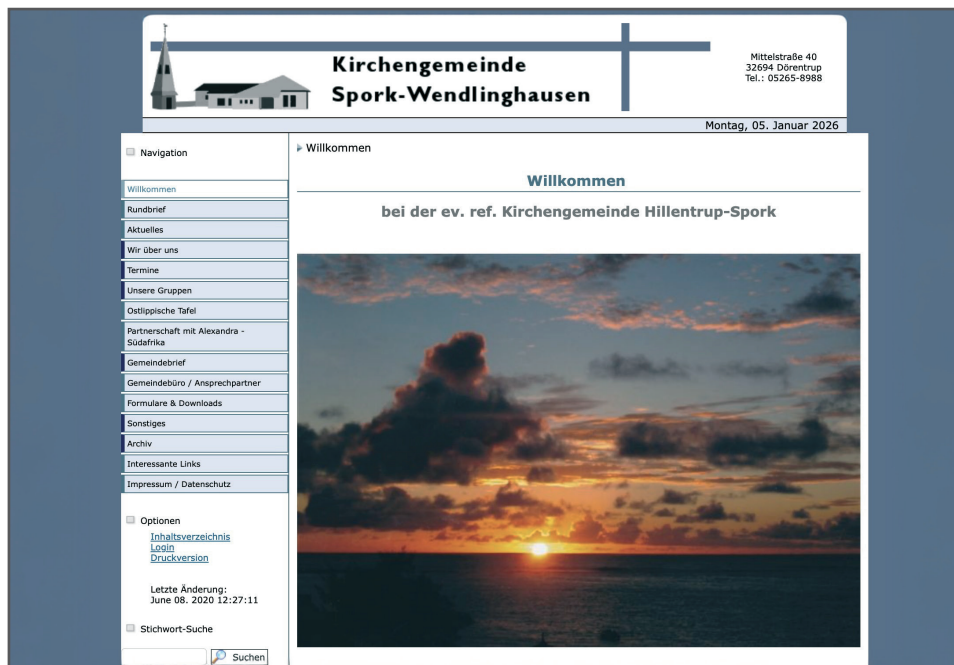 Kirchengemeinde
Spork-Wendlinghausen
Mittelstraße 40
32694 Dörentrup
Tel.: 05265-8988
Montag, 05. Januar 2026
Navigation
Willkommen
Rundbrief
Aktuelles
Wir über uns
Termine
Unsere Gruppen
Ostlippische Tafel
Partnerschaft mit Alexandra -
Südafrika
Gemeindebrief
Gemeindebüro / Ansprechpartner
Formulare & Downloads
Sonstiges
Archiv
Interessante Links
Impressum / Datenschutz
Optionen
Inhaltsverzeichnis
Login
Druckversion
Letzte Änderung:
June 08. 2020 12:27:11
Stichwort-Suche
Suchen
Willkommen
Willkommen
bei der ev. ref. Kirchengemeinde Hillentrup-Spork